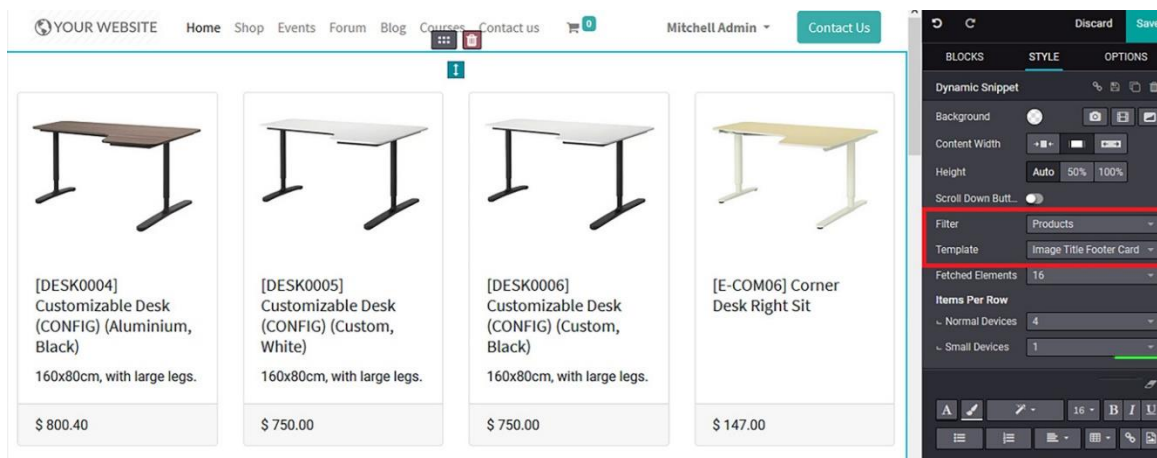 YOUR WEBSITE Home Shop Events Forum Blog Courses Contact us 0 Mitchell Admin Contact Us
[DESK0004]
Customizable Desk
(CONFIG) (Aluminium,
Black)
160x80cm, with large legs.
$ 800.40
[DESK0005]
Customizable Desk
(CONFIG) (Custom,
White)
160x80cm, with large legs.
$ 750.00
[DESK0006]
Customizable Desk
(CONFIG) (Custom,
Black)
160x80cm, with large legs.
$ 750.00
[E-COM06] Corner
Desk Right Sit
$ 147.00
Discard Save
BLOCKS STYLE OPTIONS
Dynamic Snippet
Background
Content Width
Height Auto 50% 100%
Scroll Down Butt...
Filter Products
Template Image Title Footer Card
Fetched Elements 16
Items Per Row
Normal Devices 4
Small Devices 1
A 16 B I U